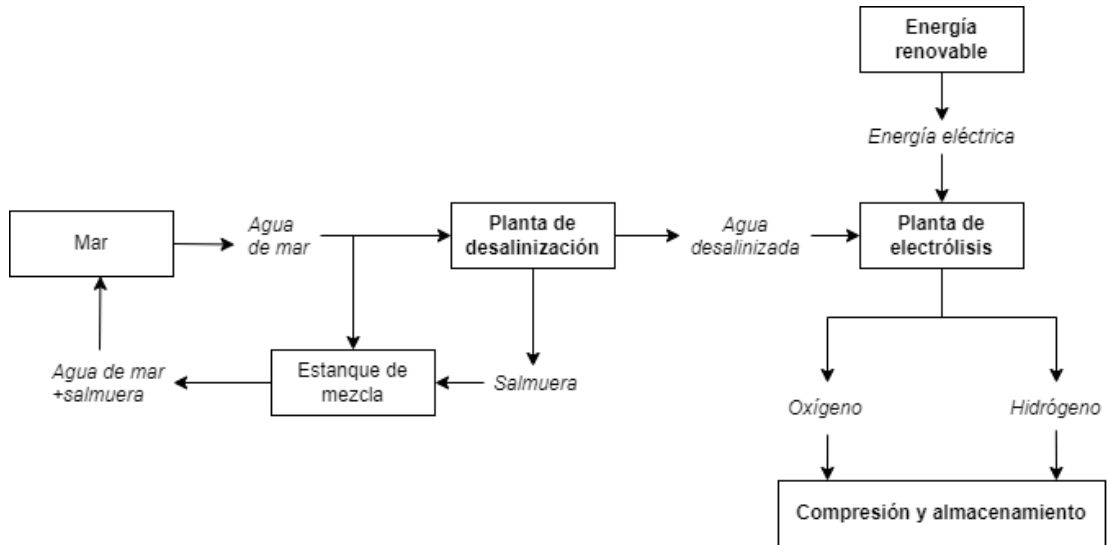 Energía
renovable
Energía eléctrica
Mar
Agua
de mar
Planta de
desalinización
Agua
desalinizada
Planta de
electrólisis
Agua de mar
+salmuera
Estanque de
mezcla
Salmuera
Oxígeno
Hidrógeno
Compresión y almacenamiento